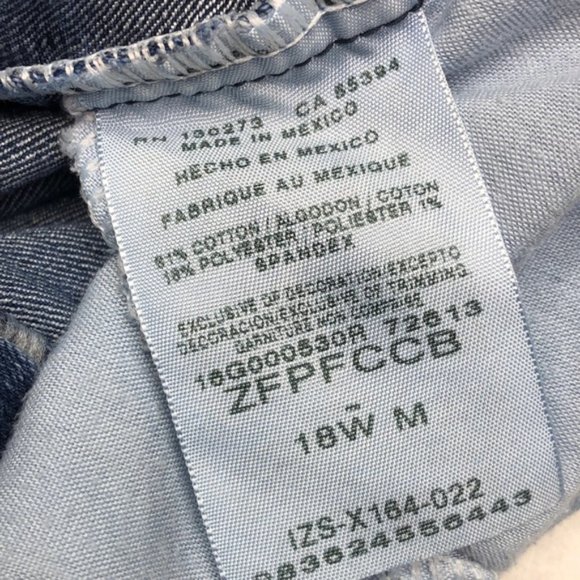 RN 130273 CA 55394
MADE IN MEXICO
HECHO EN MEXICO
FABRIQUE AU MEXIQUE
81% COTTON/ALGODON/COTON
18% POLYESTER/POLIESTER 1%
SPANDEX
EXCLUSIVE OF DECORATION/EXCEPTO
DECORACION/EXCLUSIVE OF TRIMMING
GARNITURE NON COMPRISE
16G000530R 72613
ZFPFCCB
18W M
IZS-X164-022
083624556443